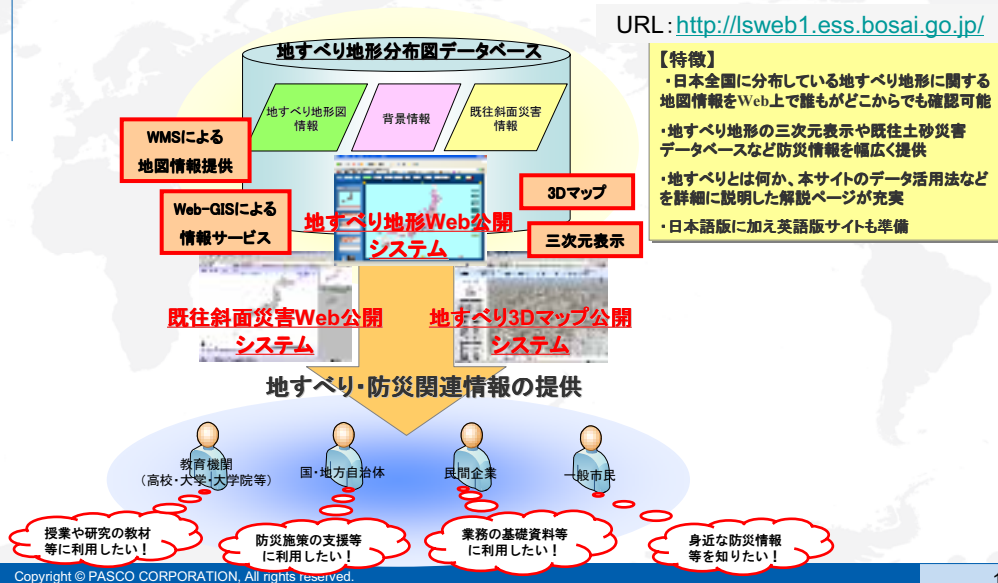 URL：http://lsweb1.ess.bosai.go.jp/
地すべり地形分布図データベース
地すべり地形図
情報
背景情報
既往斜面災害
情報
WMSによる
地図情報提供
Web-GISによる
情報サービス
3Dマップ
三次元表示
地すべり地形Web公開
システム
既往斜面災害Web公開
システム
地すべり3Dマップ公開
システム
【特徴】
・日本全国に分布している地すべり地形に関する
地図情報をWeb上で誰もがどこからでも確認可能
・地すべり地形の三次元表示や既往土砂災害
データベースなど防災情報を幅広く提供
・地すべりとは何か、本サイトのデータ活用法など
を詳細に説明した解説ページが充実
・日本語版に加え英語版サイトも準備
地すべり・防災関連情報の提供
教育機関
（高校・大学・大学院等）
国・地方自治体
民間企業
一般市民
授業や研究の教材
等に利用したい！
防災施策の支援等
に利用したい！
業務の基礎資料等
に利用したい！
身近な防災情報
等を知りたい！
Copyright © PASCO CORPORATION, All rights reserved.